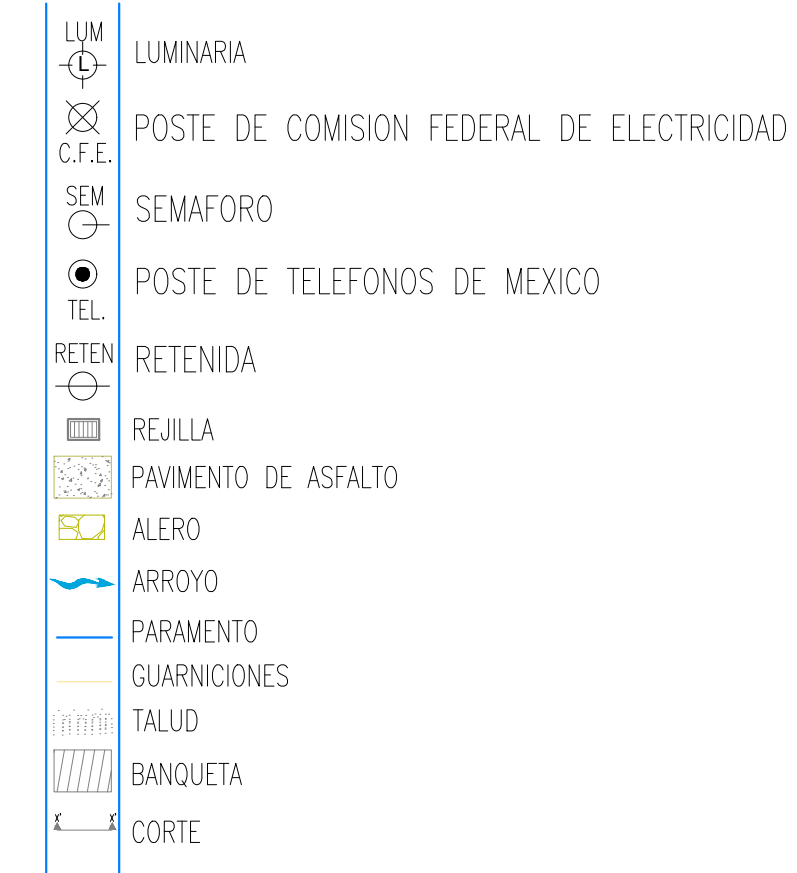 LUM
L
LUMINARIA
C.F.E.
POSTE DE COMISION FEDERAL DE ELECTRICIDAD
SEM
SEMAFORO
TEL.
POSTE DE TELEFONOS DE MEXICO
RETEN
RETENIDA
REJILLA
PAVIMENTO DE ASFALTO
ALERO
ARROYO
PARAMENTO
GUARNICIONES
TALUD
BANQUETA
X' X'
CORTE